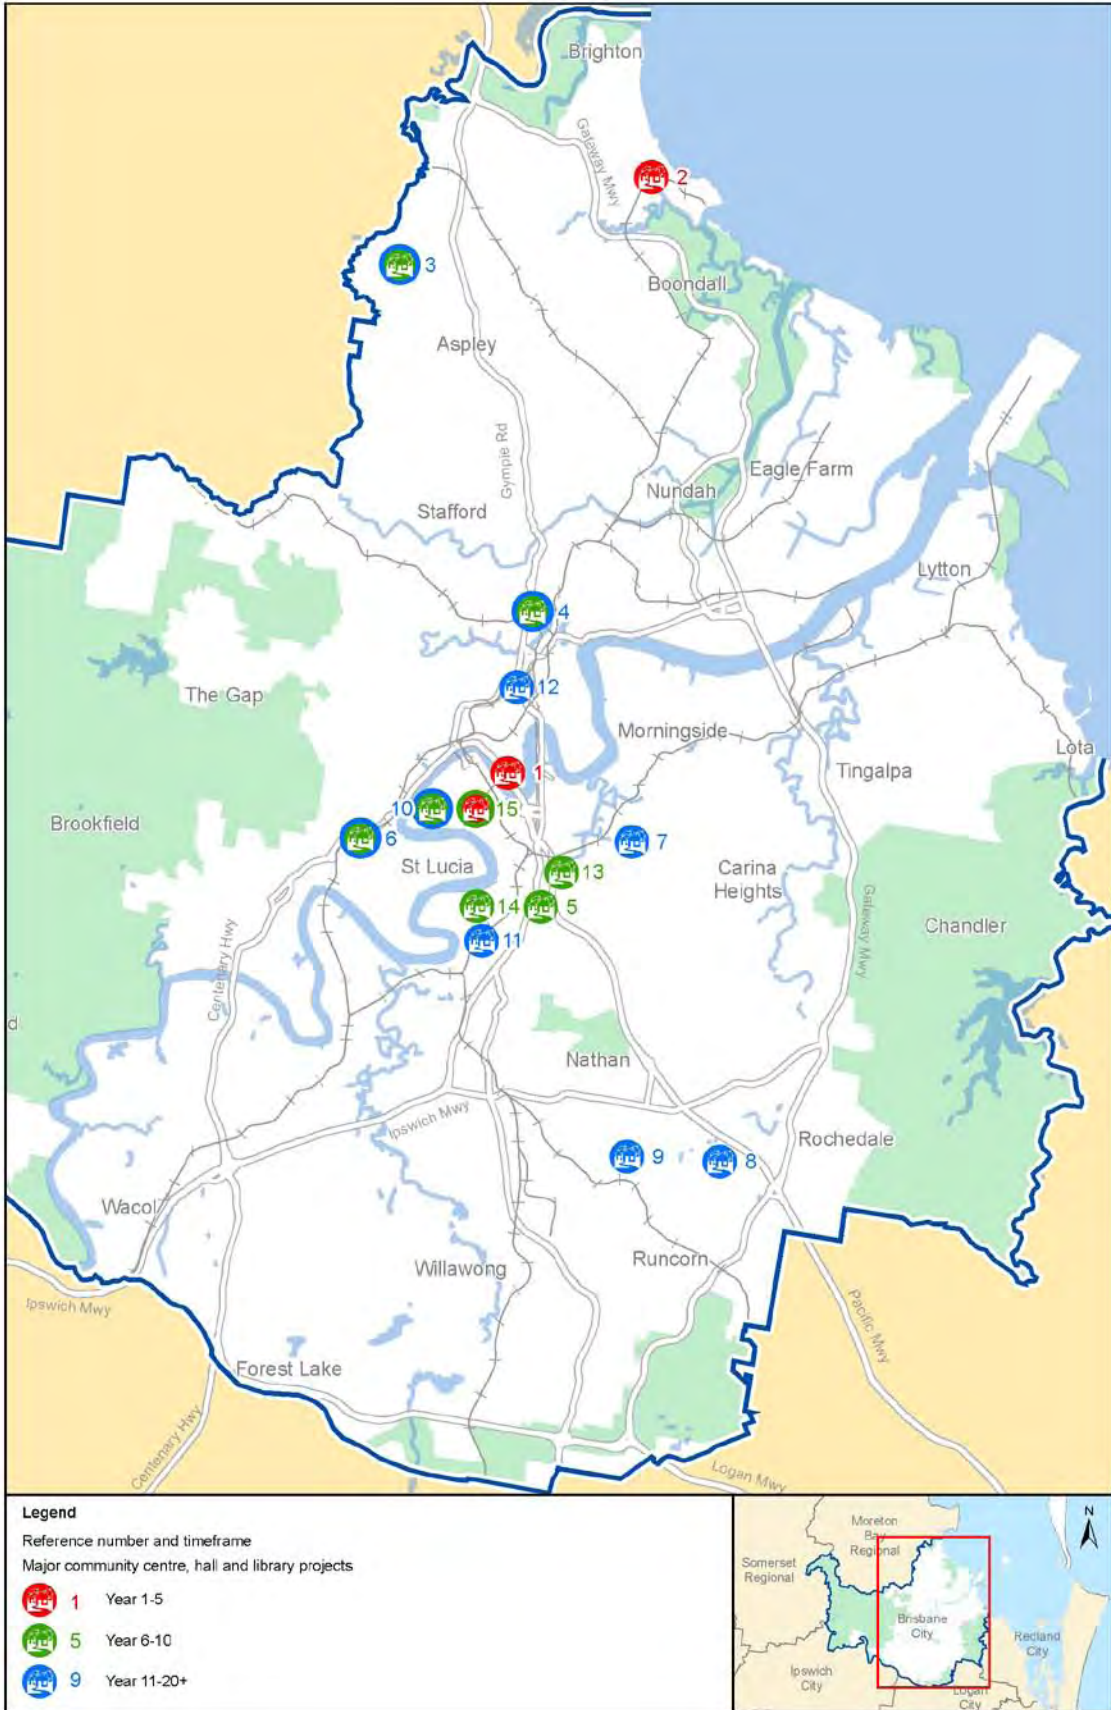 Brighton
Gateway Mwy
2
3
Boondall
Aspley
Gympie Rd
Eagle Farm
Nundah
Stafford
Lytton
4
The Gap
12
Morningside
Lota
Tingalpa
1
10
15
Brookfield
6
7
St Lucia
13
Carina
Heights
14
5
Gateway Mwy
Chandler
11
Centenary Hwy
d
Nathan
Ipswich Mwy
Rochedale
9
8
Wacol
Willawong
Runcorn
Ipswich Mwy
Pacific Mwy
Forest Lake
Centenary Hwy
Logan Mwy
Legend
Reference number and timeframe
Major community centre, hall and library projects
1 Year 1-5
5 Year 6-10
9 Year 11-20+
N
Moreton
Bay
Regional
Somerset
Regional
Brisbane
City
Redland
City
Ipswich
City
Logan
City